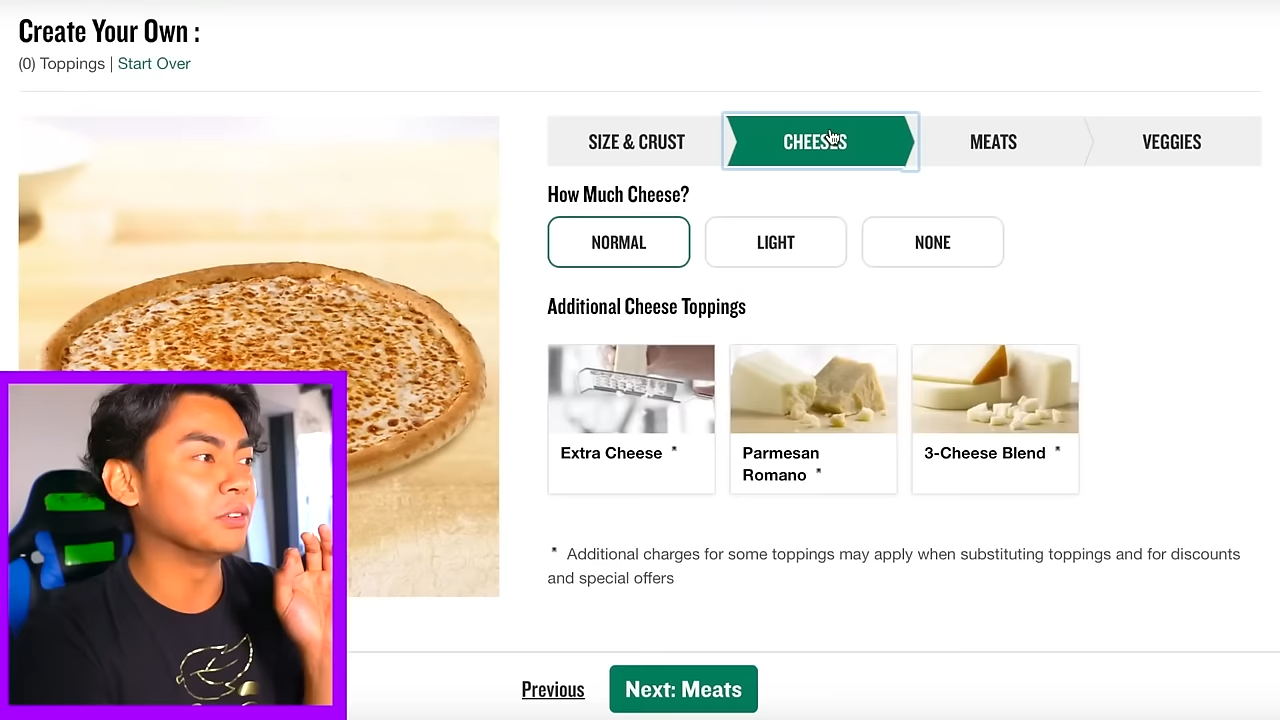 Create Your Own :
(0) Toppings | Start Over
SIZE & CRUST
CHEESES
MEATS
VEGGIES
How Much Cheese?
NORMAL
LIGHT
NONE
Additional Cheese Toppings
Extra Cheese *
Parmesan
Romano *
3-Cheese Blend *
* Additional charges for some toppings may apply when substituting toppings and for discounts
and special offers
Previous
Next: Meats